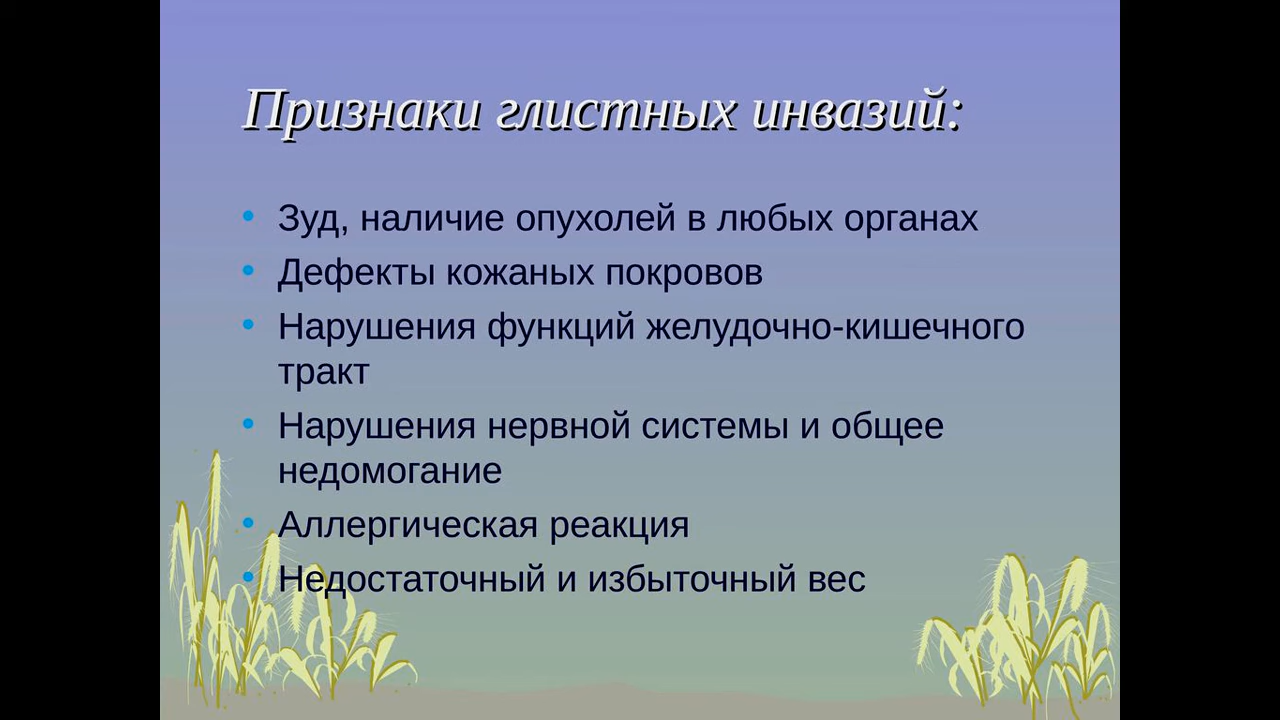 Признаки глистных инвазий:
• Зуд, наличие опухолей в любых органах
• Дефекты кожаных покровов
• Нарушения функций желудочно-кишечного
тракт
• Нарушения нервной системы и общее
недомогание
• Аллергическая реакция
• Недостаточный и избыточный вес